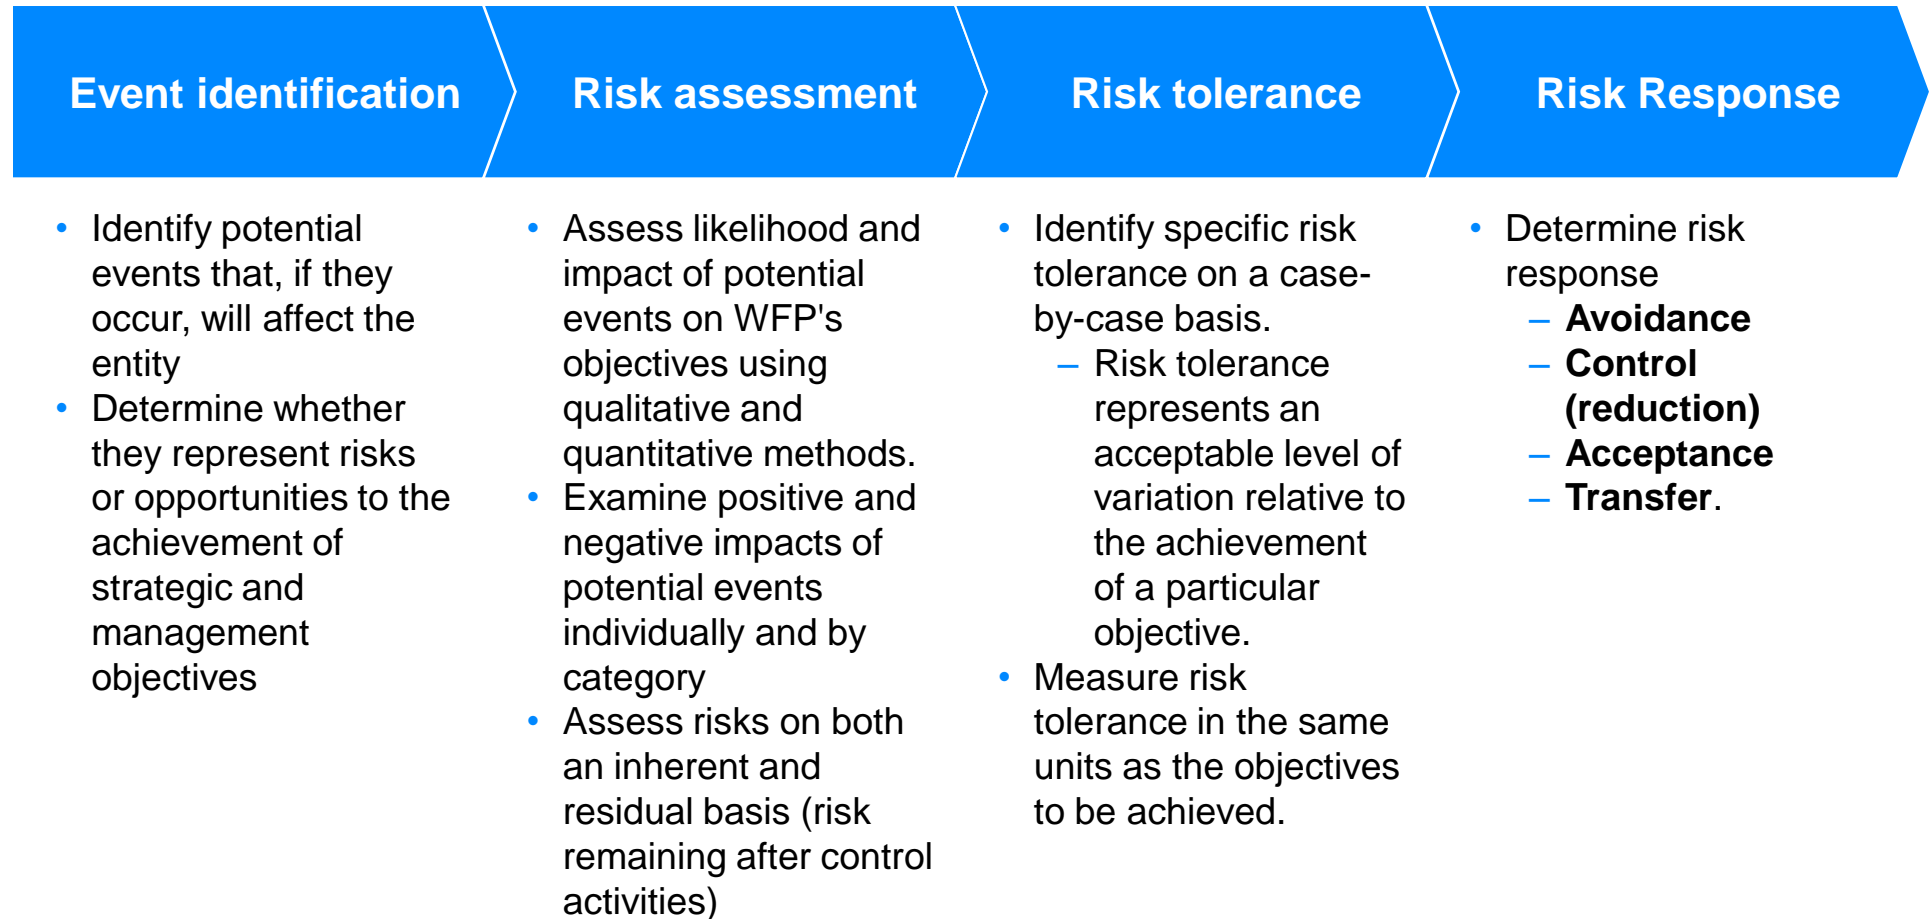 Event identification
Risk assessment
Risk tolerance
Risk Response
• Identify potential
events that, if they
occur, will affect the
entity
• Determine whether
they represent risks
or opportunities to the
achievement of
strategic and
management
objectives
• Assess likelihood and
impact of potential
events on WFP's
objectives using
qualitative and
quantitative methods.
• Examine positive and
negative impacts of
potential events
individually and by
category
• Assess risks on both
an inherent and
residual basis (risk
remaining after control
activities)
• Identify specific risk
tolerance on a case-
by-case basis.
– Risk tolerance
represents an
acceptable level of
variation relative to
the achievement
of a particular
objective.
• Measure risk
tolerance in the same
units as the objectives
to be achieved.
• Determine risk
response
– Avoidance
– Control
(reduction)
– Acceptance
– Transfer.